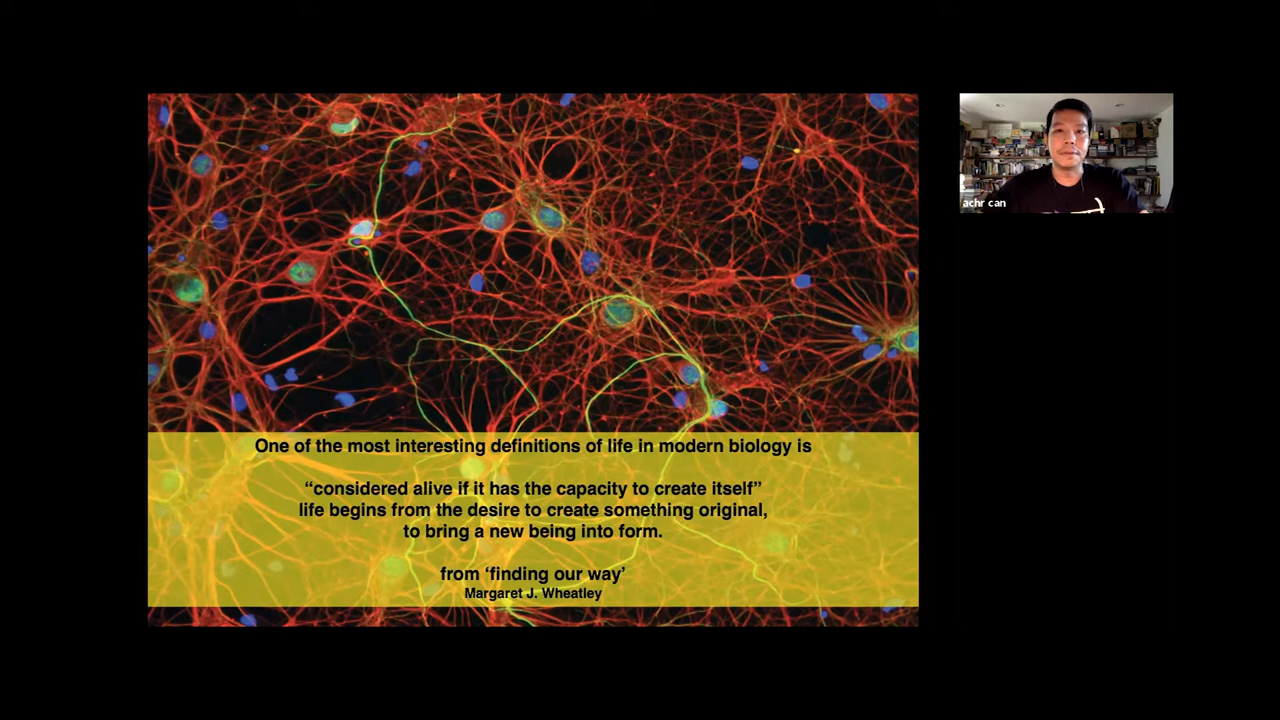 One of the most interesting definitions of life in modern biology is
“considered alive if it has the capacity to create itself”
life begins from the desire to create something original,
to bring a new being into form.
from ‘finding our way’
Margaret J. Wheatley
achr can